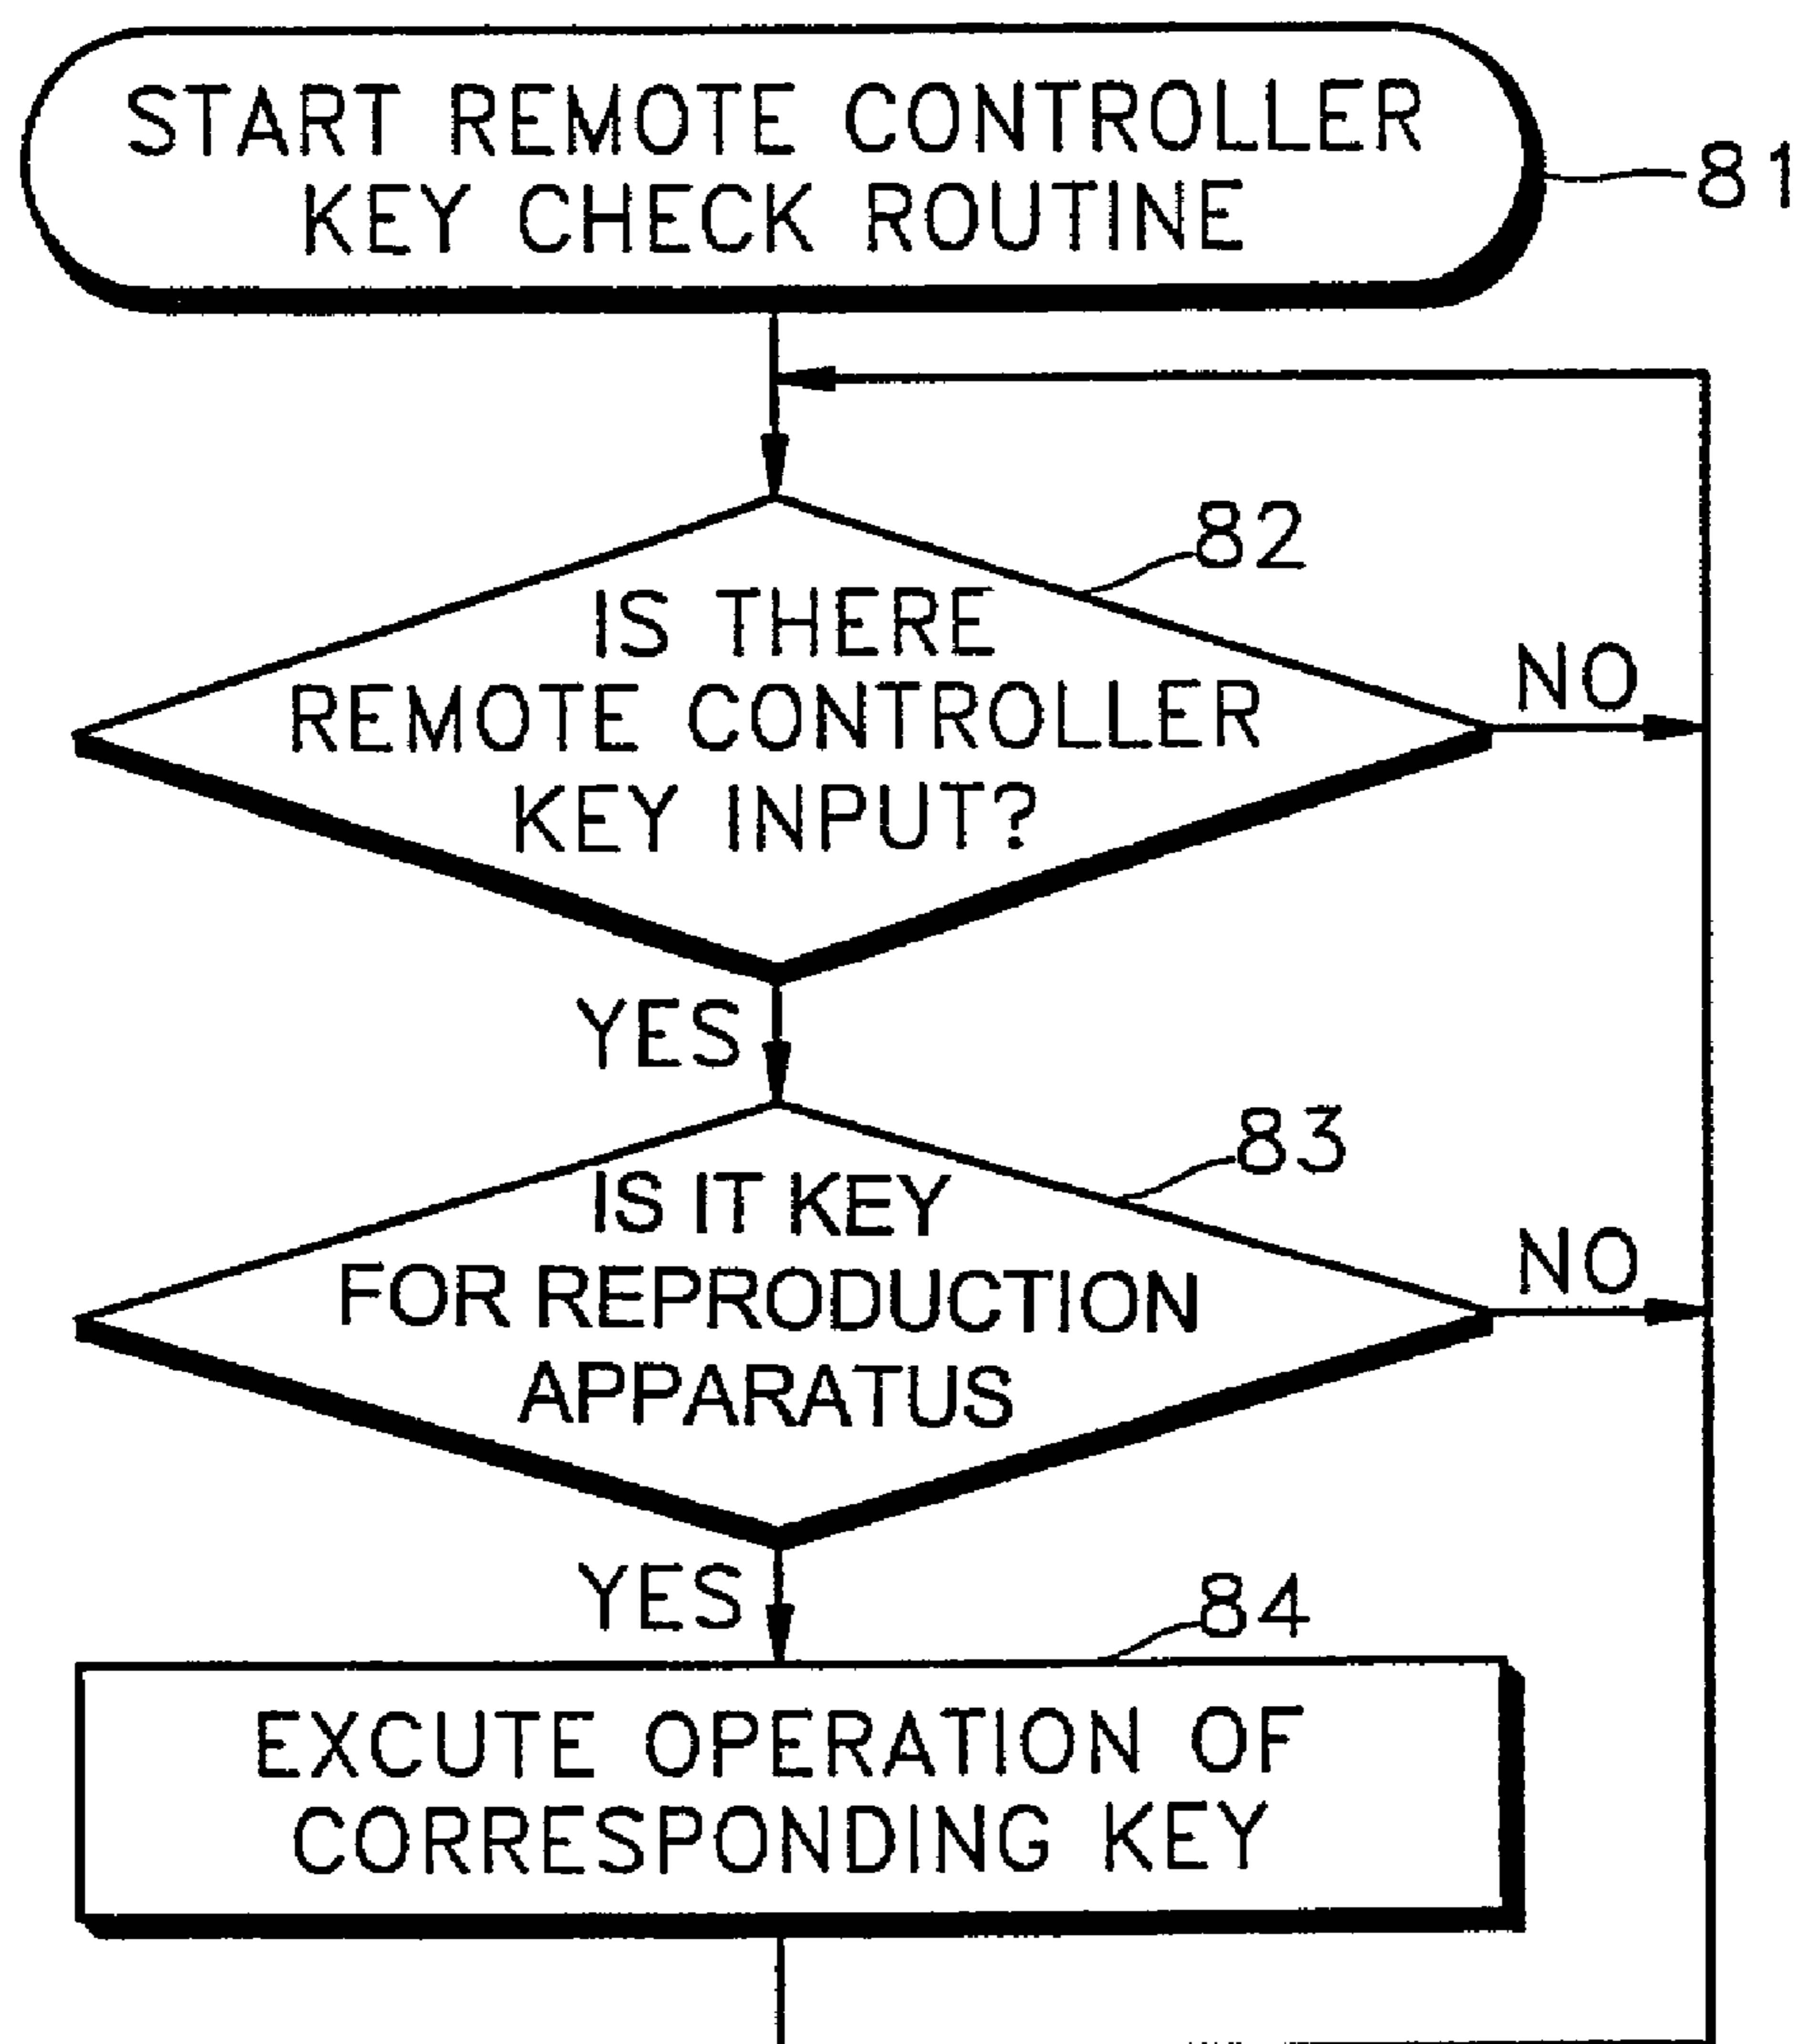 START REMOTE CONTROLLER
KEY CHECK ROUTINE
81
82
IS THERE
REMOTE CONTROLLER
KEY INPUT?
NO
YES
83
IS IT KEY
FOR REPRODUCTION
APPARATUS
NO
YES
84
EXCUTE OPERATION OF
CORRESPONDING KEY